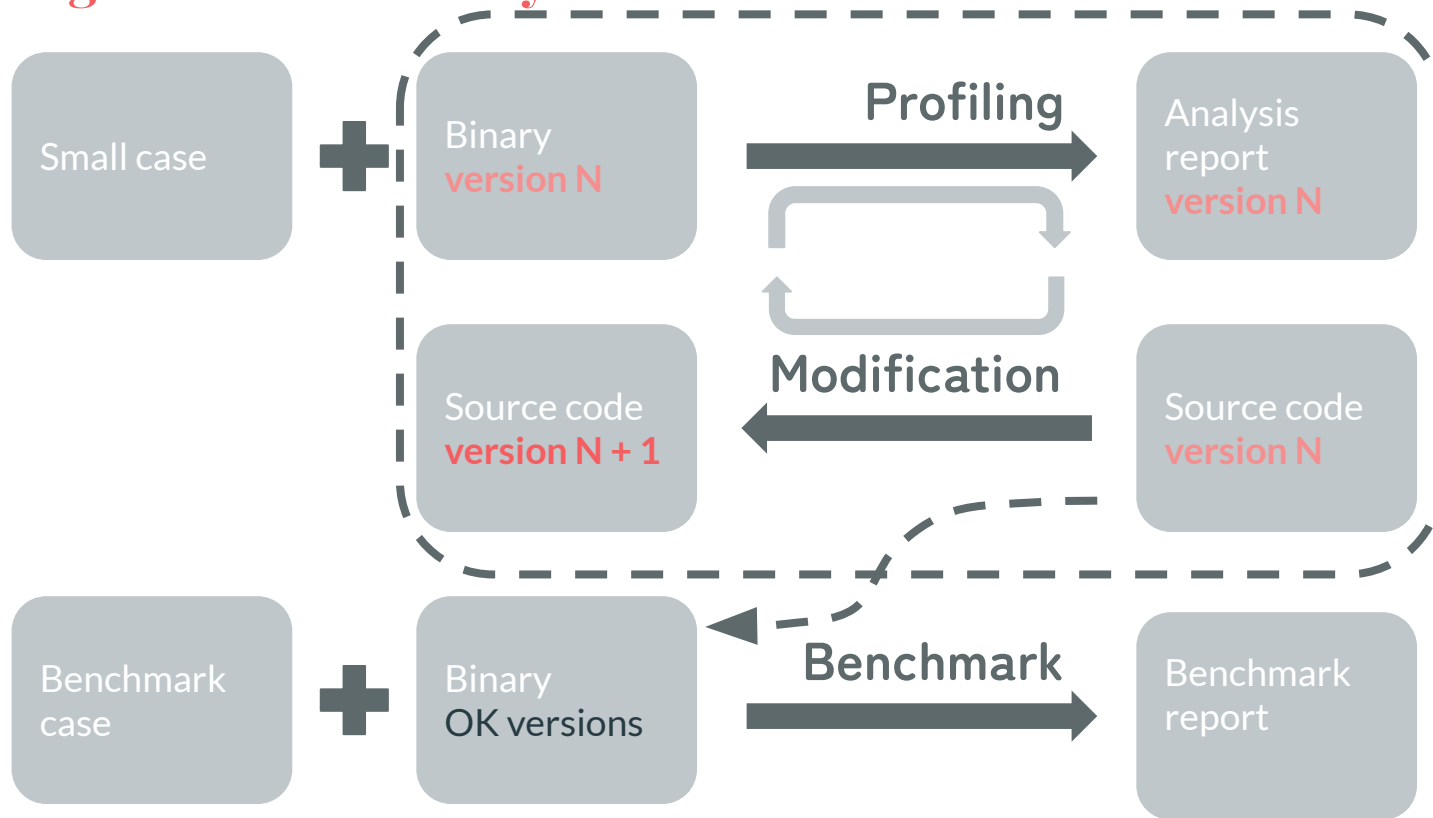 Small case
Binary
version N
Profiling
Analysis
report
version N
Source code
version N + 1
Modification
Source code
version N
Benchmark
case
Binary
OK versions
Benchmark
Benchmark
report